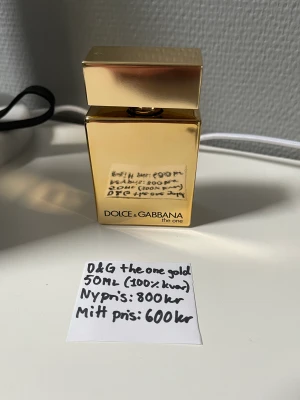 DOLCE & GABBANA
the one
D&G the one gold
50ML (100% kvar)
Nypris: 800kr
Mitt pris: 600kr